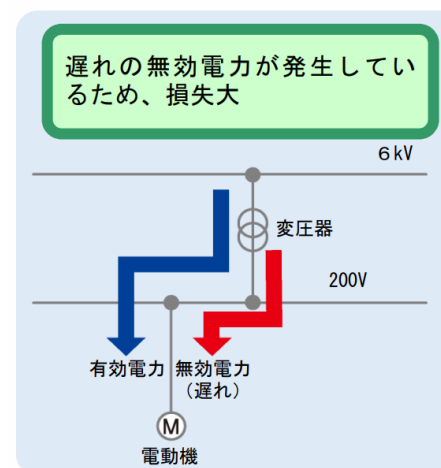 遅れの無効電力が発生してい
るため、損失大
６kV
変圧器
200V
有効電力 無効電力
（遅れ）
M
電動機